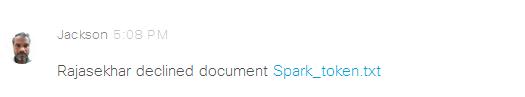 Jackson 5:08 PM
Rajasekhar declined document Spark_token.txt